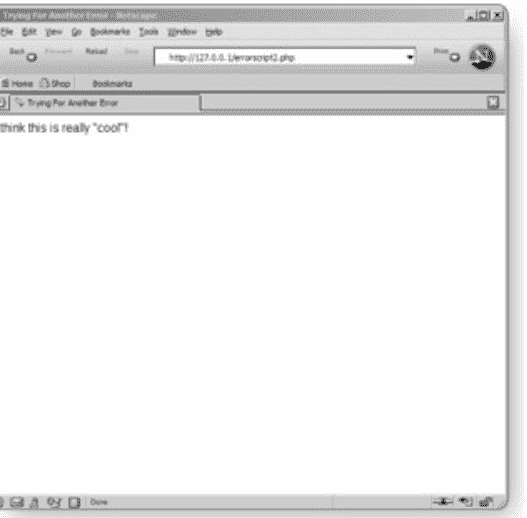 Trying For Another Error - Netscape
File Edit View Go Bookmarks Tools Window Help
Back Forward Reload Stop http://127.0.0.1/errorscript2.php Print
Home Shop Bookmarks
Trying For Another Error
think this is really "cool"!
Done